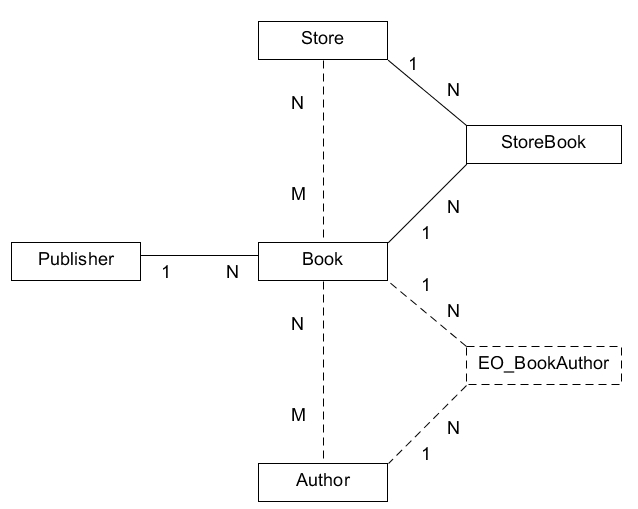 Store
1
N
N
StoreBook
M
N
1
Publisher
1
N
Book
1
N
N
EO_BookAuthor
M
N
1
Author